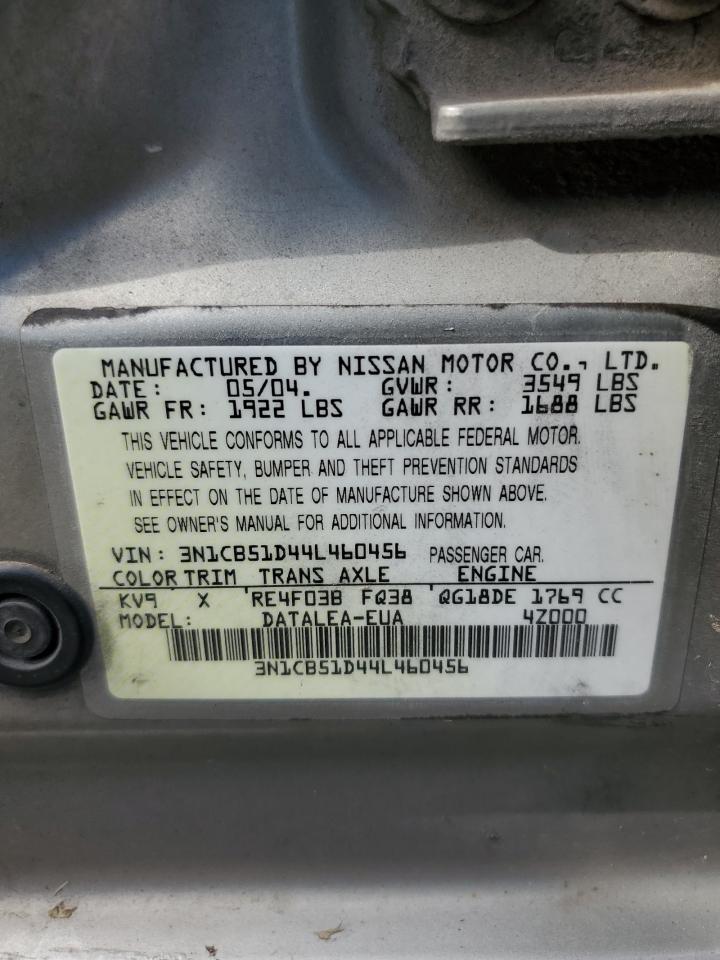 MANUFACTURED BY NISSAN MOTOR CO., LTD.
DATE: 05/04. GVWR: 3549 LBS
GAWR FR: 1922 LBS GAWR RR: 1688 LBS
THIS VEHICLE CONFORMS TO ALL APPLICABLE FEDERAL MOTOR.
VEHICLE SAFETY, BUMPER AND THEFT PREVENTION STANDARDS
IN EFFECT ON THE DATE OF MANUFACTURE SHOWN ABOVE.
SEE OWNER'S MANUAL FOR ADDITIONAL INFORMATION.
VIN: 3N1CB51D44L460456 PASSENGER CAR.
COLOR TRIM TRANS AXLE ENGINE
KV9 X RE4F03B FQ38 QG18DE 1769 CC
MODEL: DATALEA-EUA 4Z000
3N1CB51D44L460456